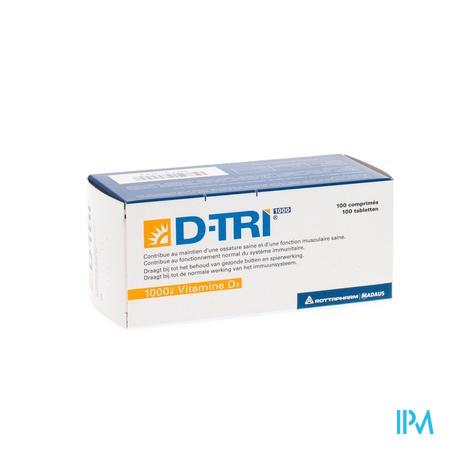 D-TRI 1000 ®
100 comprimés
100 tabletten
Contribue au maintien d'une ossature saine et d'une fonction musculaire saine.
Contribue au fonctionnement normal du système immunitaire.
Draagt bij tot het behoud van gezonde botten en spierwerking.
Draagt bij tot de normale werking van het immuunsysteem.
1000 Vitamine D3
ROTTAPHARM MADAUS
IPM